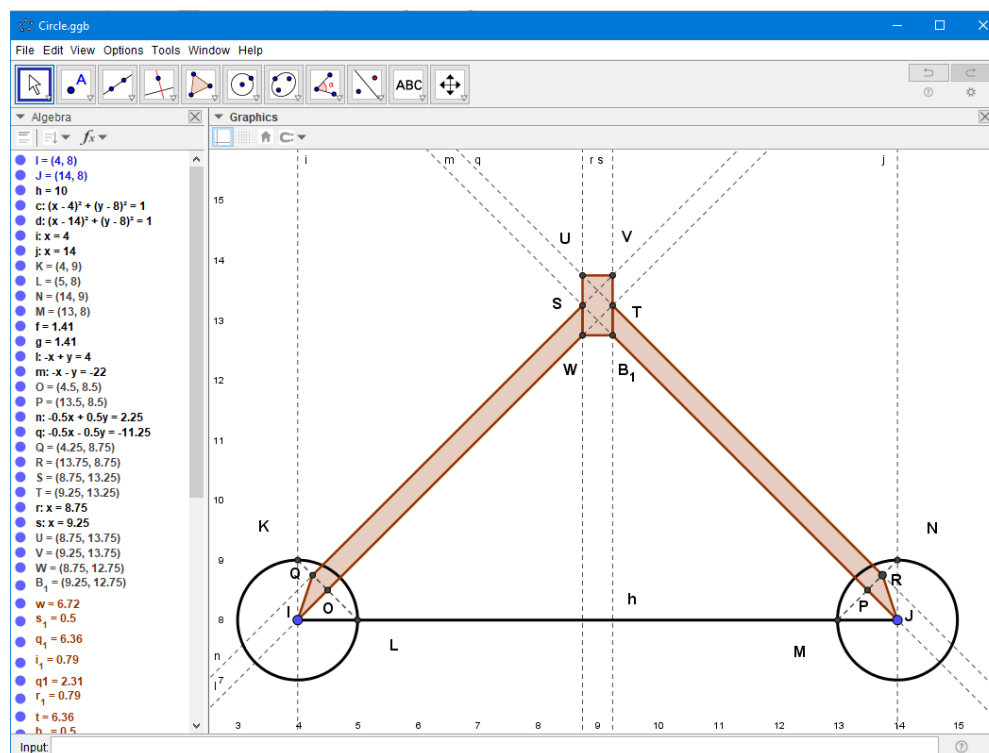 Circle.ggb
File Edit View Options Tools Window Help
A
α
ABC
Algebra
Graphics
fx
I = (4, 8)
J = (14, 8)
h = 10
c: (x - 4)² + (y - 8)² = 1
d: (x - 14)² + (y - 8)² = 1
i: x = 4
j: x = 14
K = (4, 9)
L = (5, 8)
N = (14, 9)
M = (13, 8)
f = 1.41
g = 1.41
l: -x + y = 4
m: -x - y = -22
O = (4.5, 8.5)
P = (13.5, 8.5)
n: -0.5x + 0.5y = 2.25
q: -0.5x - 0.5y = -11.25
Q = (4.25, 8.75)
R = (13.75, 8.75)
S = (8.75, 13.25)
T = (9.25, 13.25)
r: x = 8.75
s: x = 9.25
U = (8.75, 13.75)
V = (9.25, 13.75)
W = (8.75, 12.75)
B₁ = (9.25, 12.75)
w = 6.72
s₁ = 0.5
q₁ = 6.36
i₁ = 0.79
q1 = 2.31
r₁ = 0.79
t = 6.36
i m q r s j
15
U V
14
S T
13
W B₁
12
11
10
K N
9
Q R
O P
h
I J
8
L M
n
l 7
3 4 5 6 7 8 9 10 11 12 13 14 15
Input: